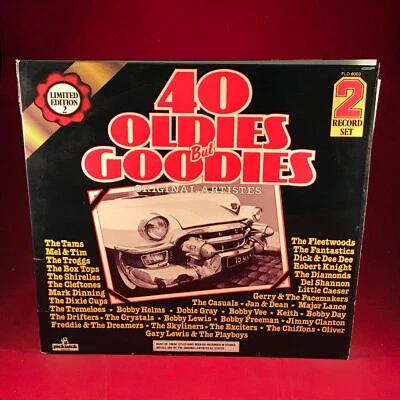 LIMITED
EDITION
2
PLD 8003
40
OLDIES
But
GOODIES
ORIGINAL ARTISTES
2
RECORD
SET
The Tams
Mel & Tim
The Troggs
The Box Tops
The Shirelles
The Cleftones
Mark Dinning
The Dixie Cups
The Fleetwoods
The Fantastics
Dick & Dee Dee
Robert Knight
The Diamonds
Del Shannon
Little Caesar
Gerry & The Pacemakers
The Casuals - Jan & Dean - Major Lance
The Tremeloes - Bobby Helms - Dobie Gray - Bobby Vee - Keith - Bobby Day
The Drifters - The Crystals - Bobby Lewis - Bobby Freeman - Jimmy Clanton
Freddie & The Dreamers - The Skyliners - The Exciters - The Chiffons - Oliver
Gary Lewis & The Playboys
pickwick